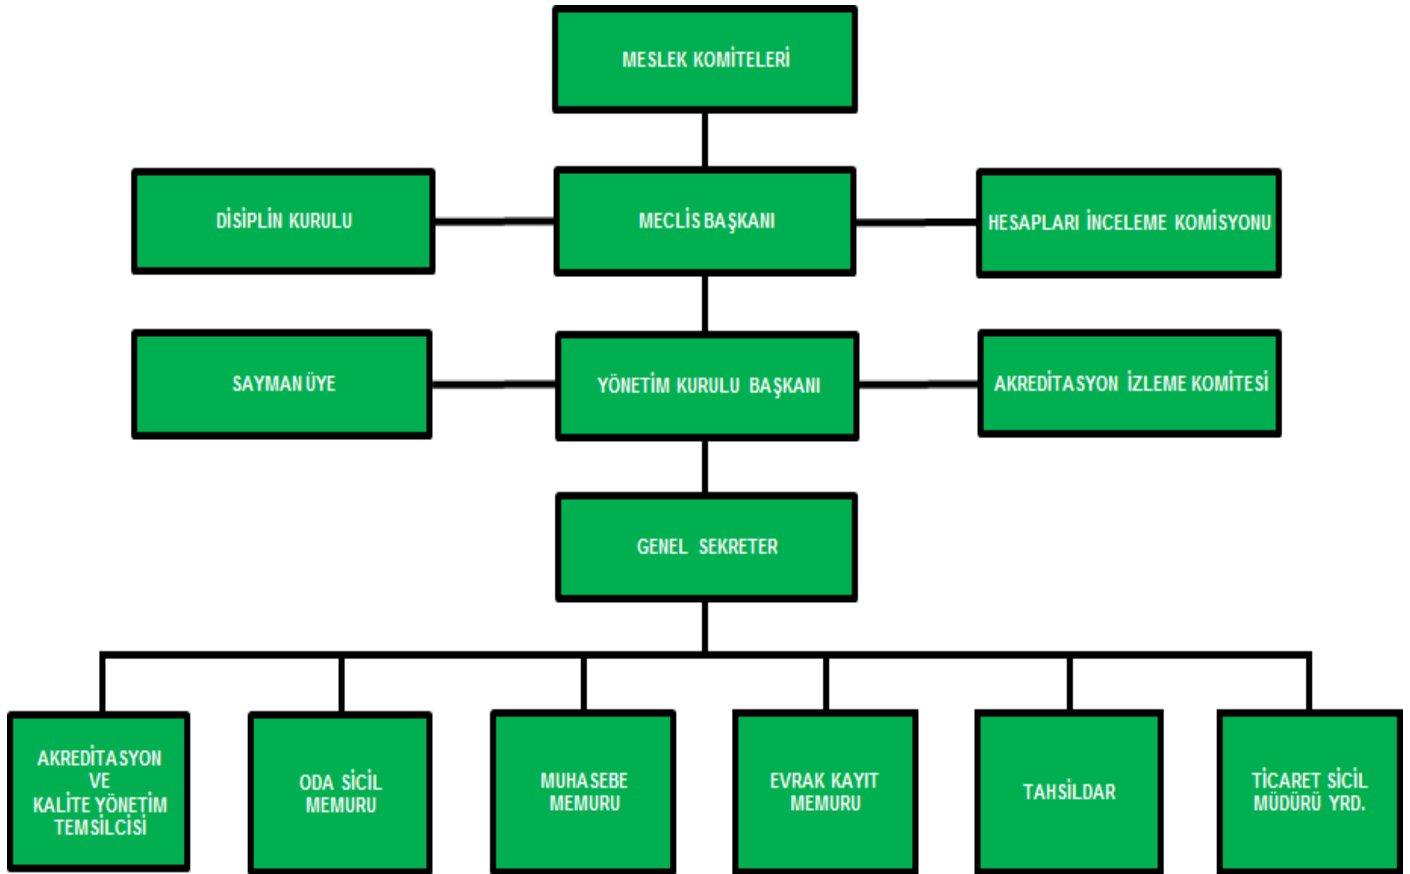 MESLEK KOMİTELERİ
DİSİPLİN KURULU
MECLİS BAŞKANI
HESAPLARI İNCELEME KOMİSYONU
SAYMAN ÜYE
YÖNETİM KURULU BAŞKANI
AKREDİTASYON İZLEME KOMİTESİ
GENEL SEKRETER
AKREDİTASYON
VE
KALİTE YÖNETİM
TEMSİLCİSİ
ODA SİCİL
MEMURU
MUHASEBE
MEMURU
EVRAK KAYIT
MEMURU
TAHSİLDAR
TİCARET SİCİL
MÜDÜRÜ YRD.